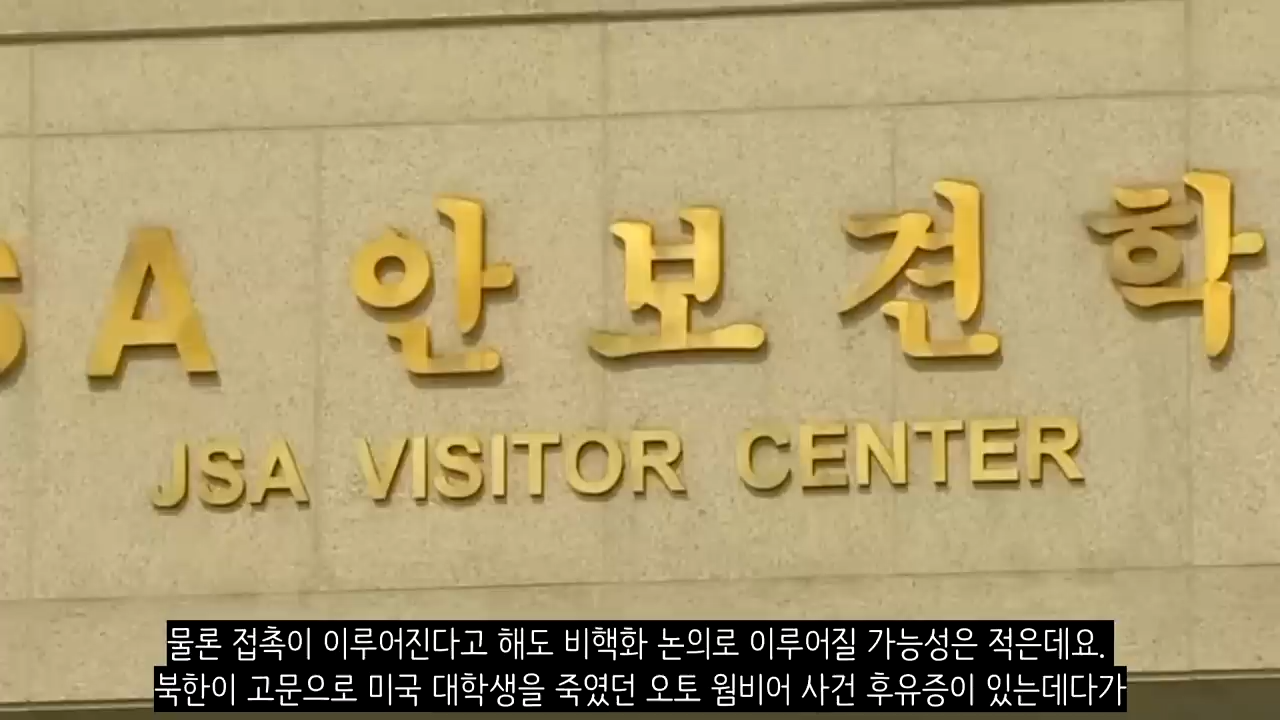 SA 안보견학
JSA VISITOR CENTER
물론 접촉이 이루어진다고 해도 비핵화 논의로 이루어질 가능성은 적은데요.
북한이 고문으로 미국 대학생을 죽였던 오토 웜비어 사건 후유증이 있는데다가